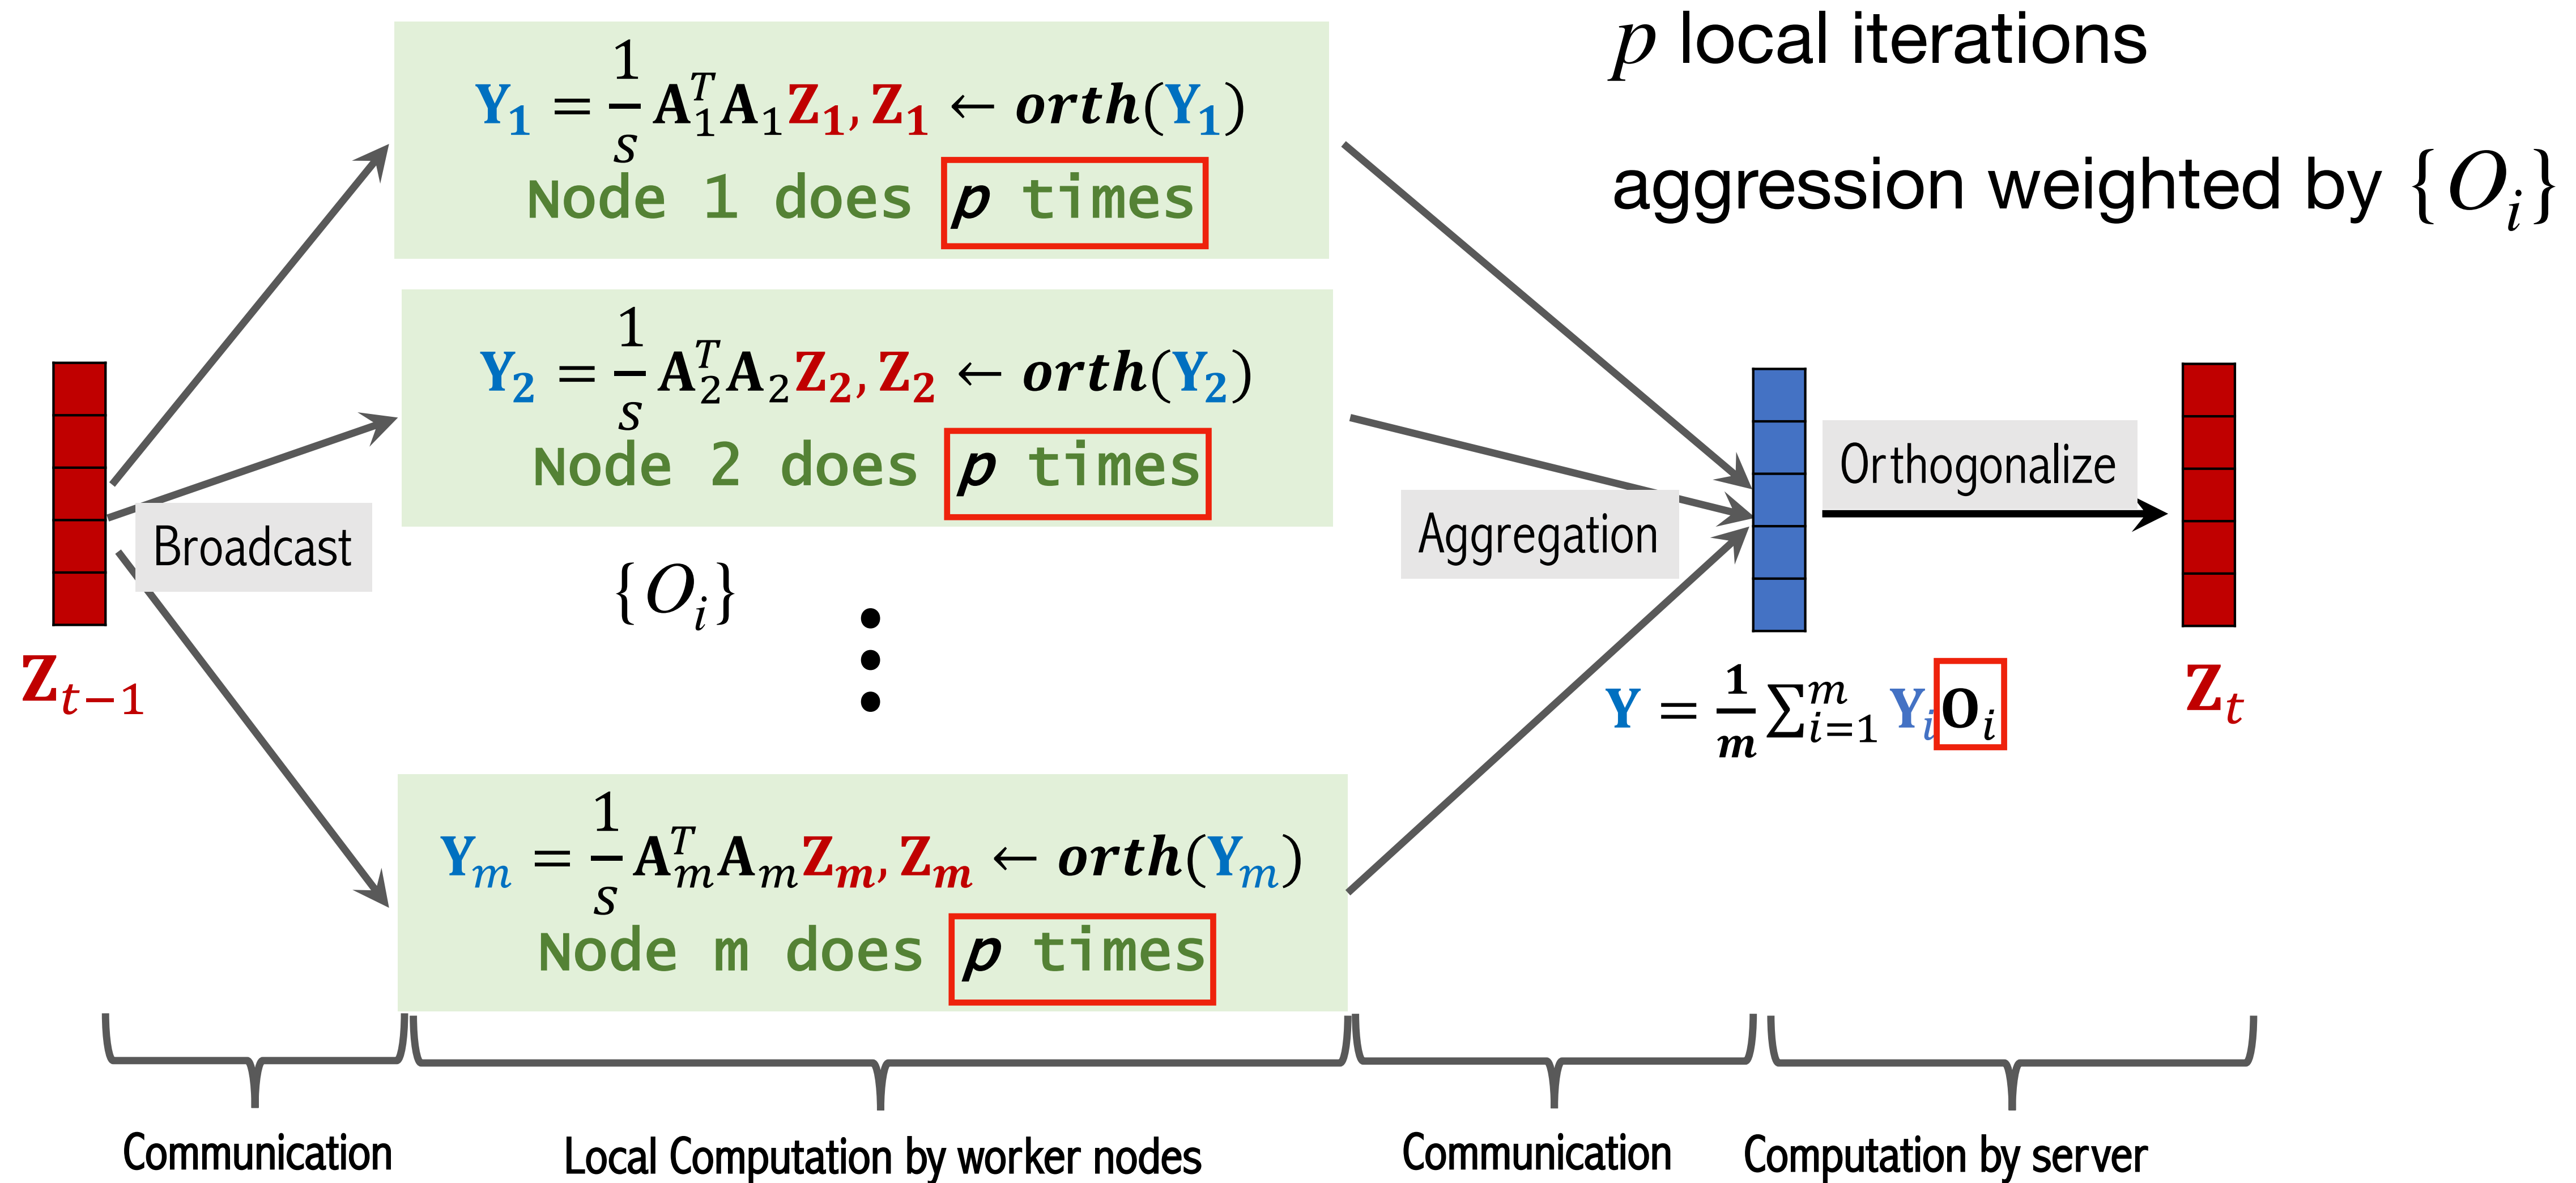 p local iterations
aggression weighted by {O_i}
Y_1 = 1/s A_1^T A_1 Z_1, Z_1 ← orth(Y_1)
Node 1 does p times
Y_2 = 1/s A_2^T A_2 Z_2, Z_2 ← orth(Y_2)
Node 2 does p times
Broadcast
{O_i}
Aggregation
Orthogonalize
Z_{t−1}
Y = 1/m ∑_{i=1}^m Y_i O_i
Z_t
Y_m = 1/s A_m^T A_m Z_m, Z_m ← orth(Y_m)
Node m does p times
Communication
Local Computation by worker nodes
Communication
Computation by server